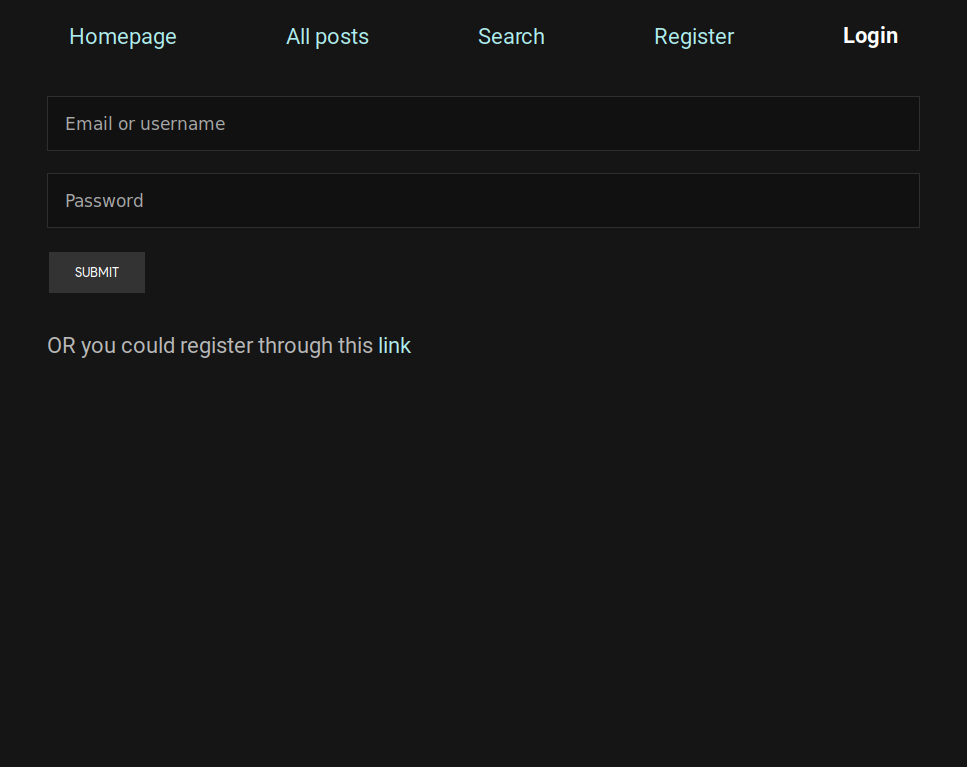 Homepage All posts Search Register Login
Email or username
Password
SUBMIT
OR you could register through this link